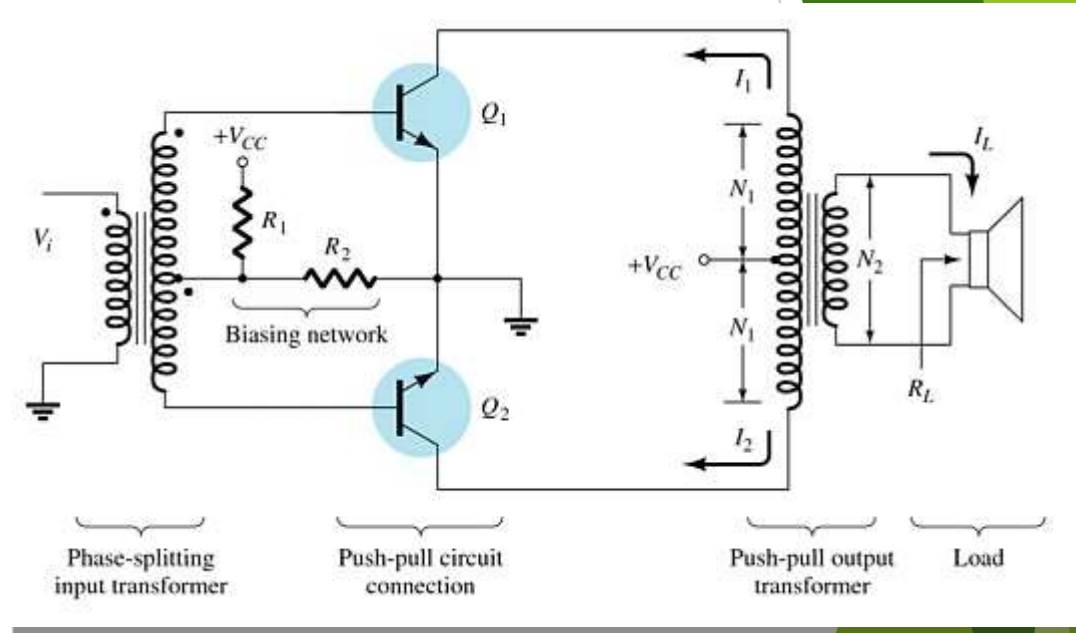 Q1
+VCC
I1
IL
Vi
R1
N1
R2
+VCC
N2
Biasing network
N1
RL
Q2
I2
Phase-splitting
input transformer
Push-pull circuit
connection
Push-pull output
transformer
Load